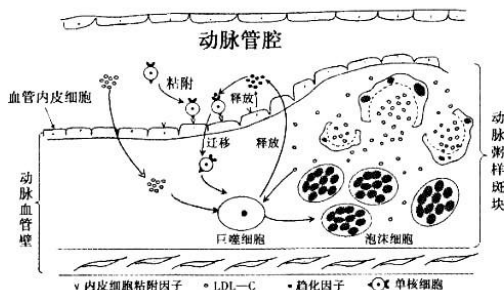 动脉管腔
粘附
释放
血管内皮细胞
迁移
释放
动脉血管壁
动脉粥样斑块
巨噬细胞
泡沫细胞
内皮细胞粘附因子
LDL—C
趋化因子
单核细胞